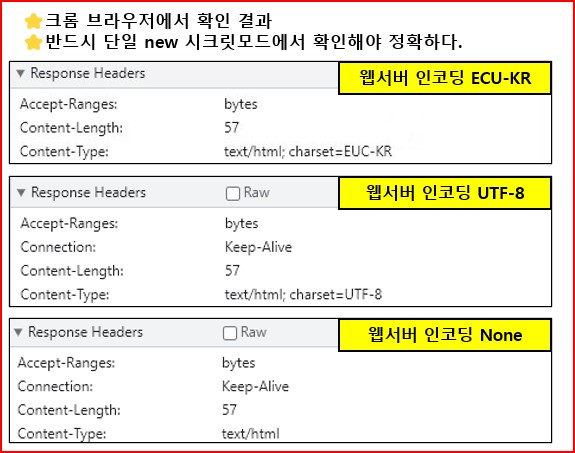 ⭐크롬 브라우저에서 확인 결과
⭐반드시 단일 new 시크릿모드에서 확인해야 정확하다.
▼ Response Headers
웹서버 인코딩 ECU-KR
Accept-Ranges: bytes
Content-Length: 57
Content-Type: text/html; charset=EUC-KR
▼ Response Headers Raw
웹서버 인코딩 UTF-8
Accept-Ranges: bytes
Connection: Keep-Alive
Content-Length: 57
Content-Type: text/html; charset=UTF-8
▼ Response Headers Raw
웹서버 인코딩 None
Accept-Ranges: bytes
Connection: Keep-Alive
Content-Length: 57
Content-Type: text/html